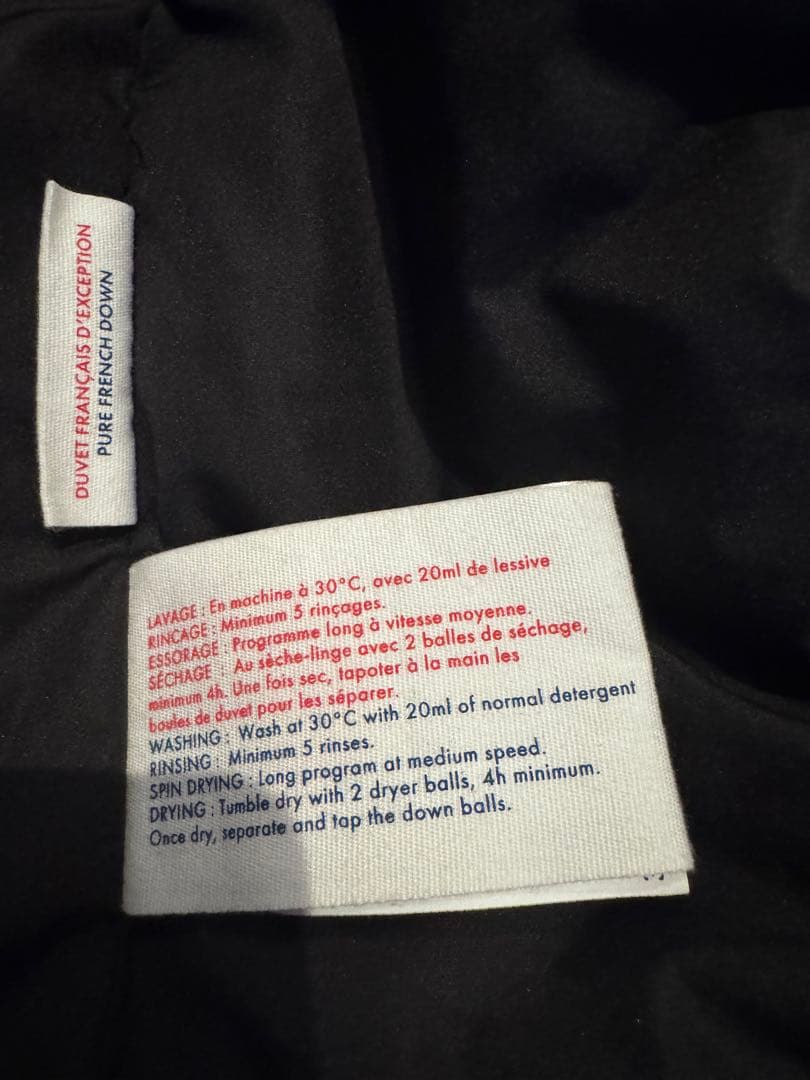 DUVET FRANÇAIS D'EXCEPTION
PURE FRENCH DOWN
LAVAGE : En machine à 30°C, avec 20ml de lessive
RINCAGE : Minimum 5 rinçages.
ESSORAGE : Programme long à vitesse moyenne.
SÉCHAGE : Au sèche-linge avec 2 balles de séchage,
minimum 4h. Une fois sec, tapoter à la main les
boules de duvet pour les séparer.
WASHING : Wash at 30°C with 20ml of normal detergent
RINSING : Minimum 5 rinses.
SPIN DRYING : Long program at medium speed.
DRYING : Tumble dry with 2 dryer balls, 4h minimum.
Once dry, separate and tap the down balls.